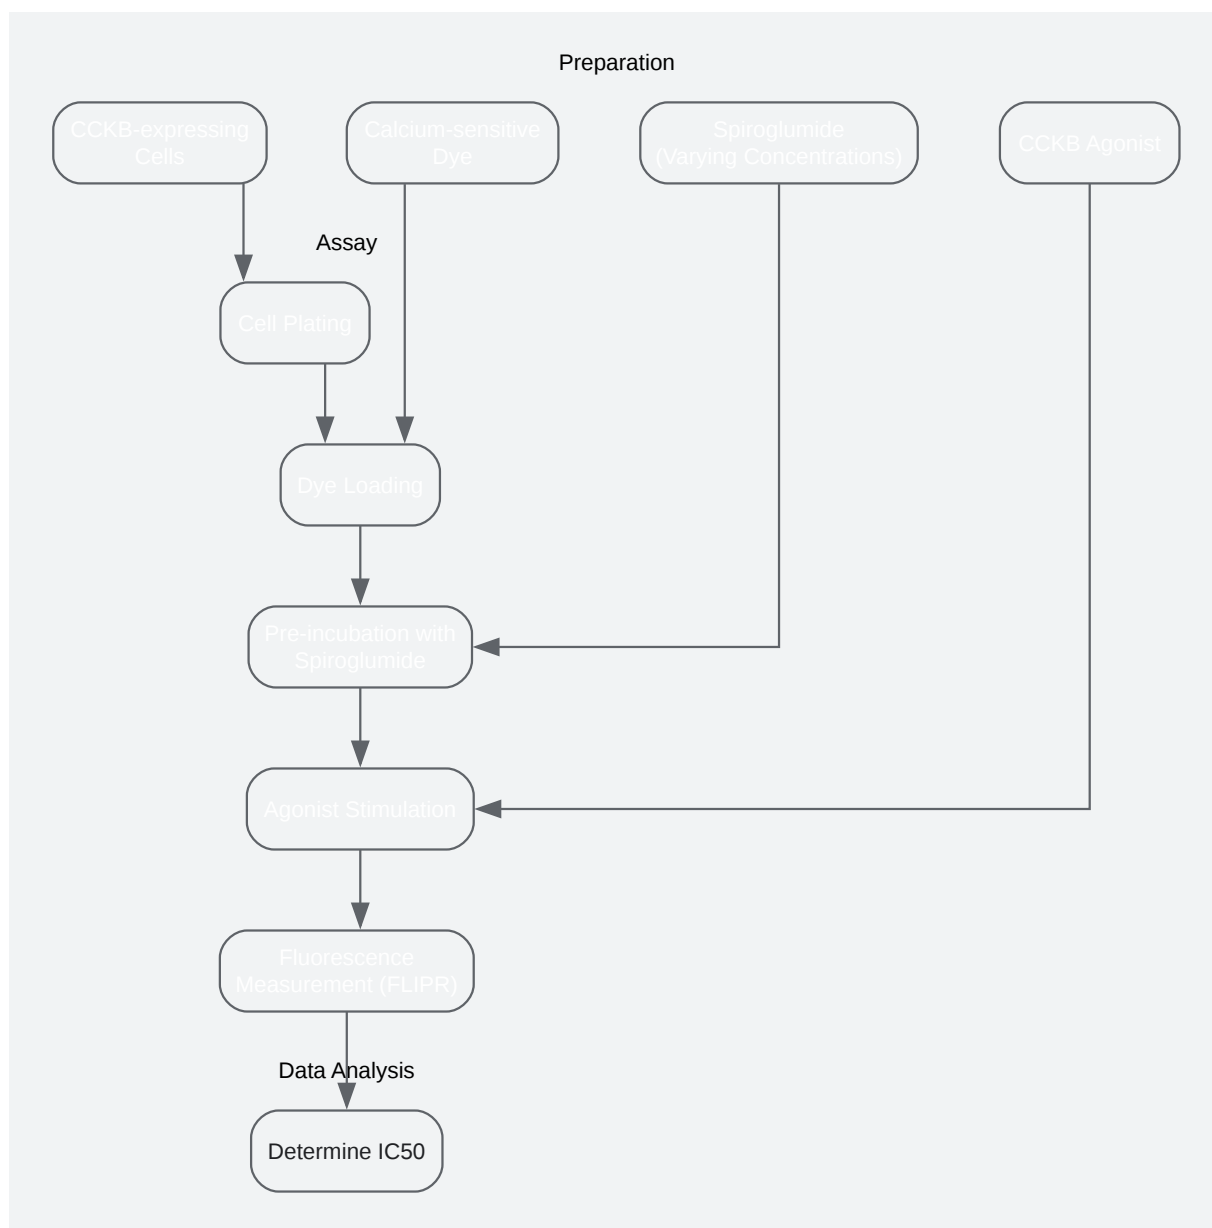 Preparation
CCKB-expressing
Cells
Calcium-sensitive
Dye
Spiroglumide
(Varying Concentrations)
CCKB Agonist
Assay
Cell Plating
Dye Loading
Pre-incubation with
Spiroglumide
Agonist Stimulation
Fluorescence
Measurement (FLIPR)
Data Analysis
Determine IC50